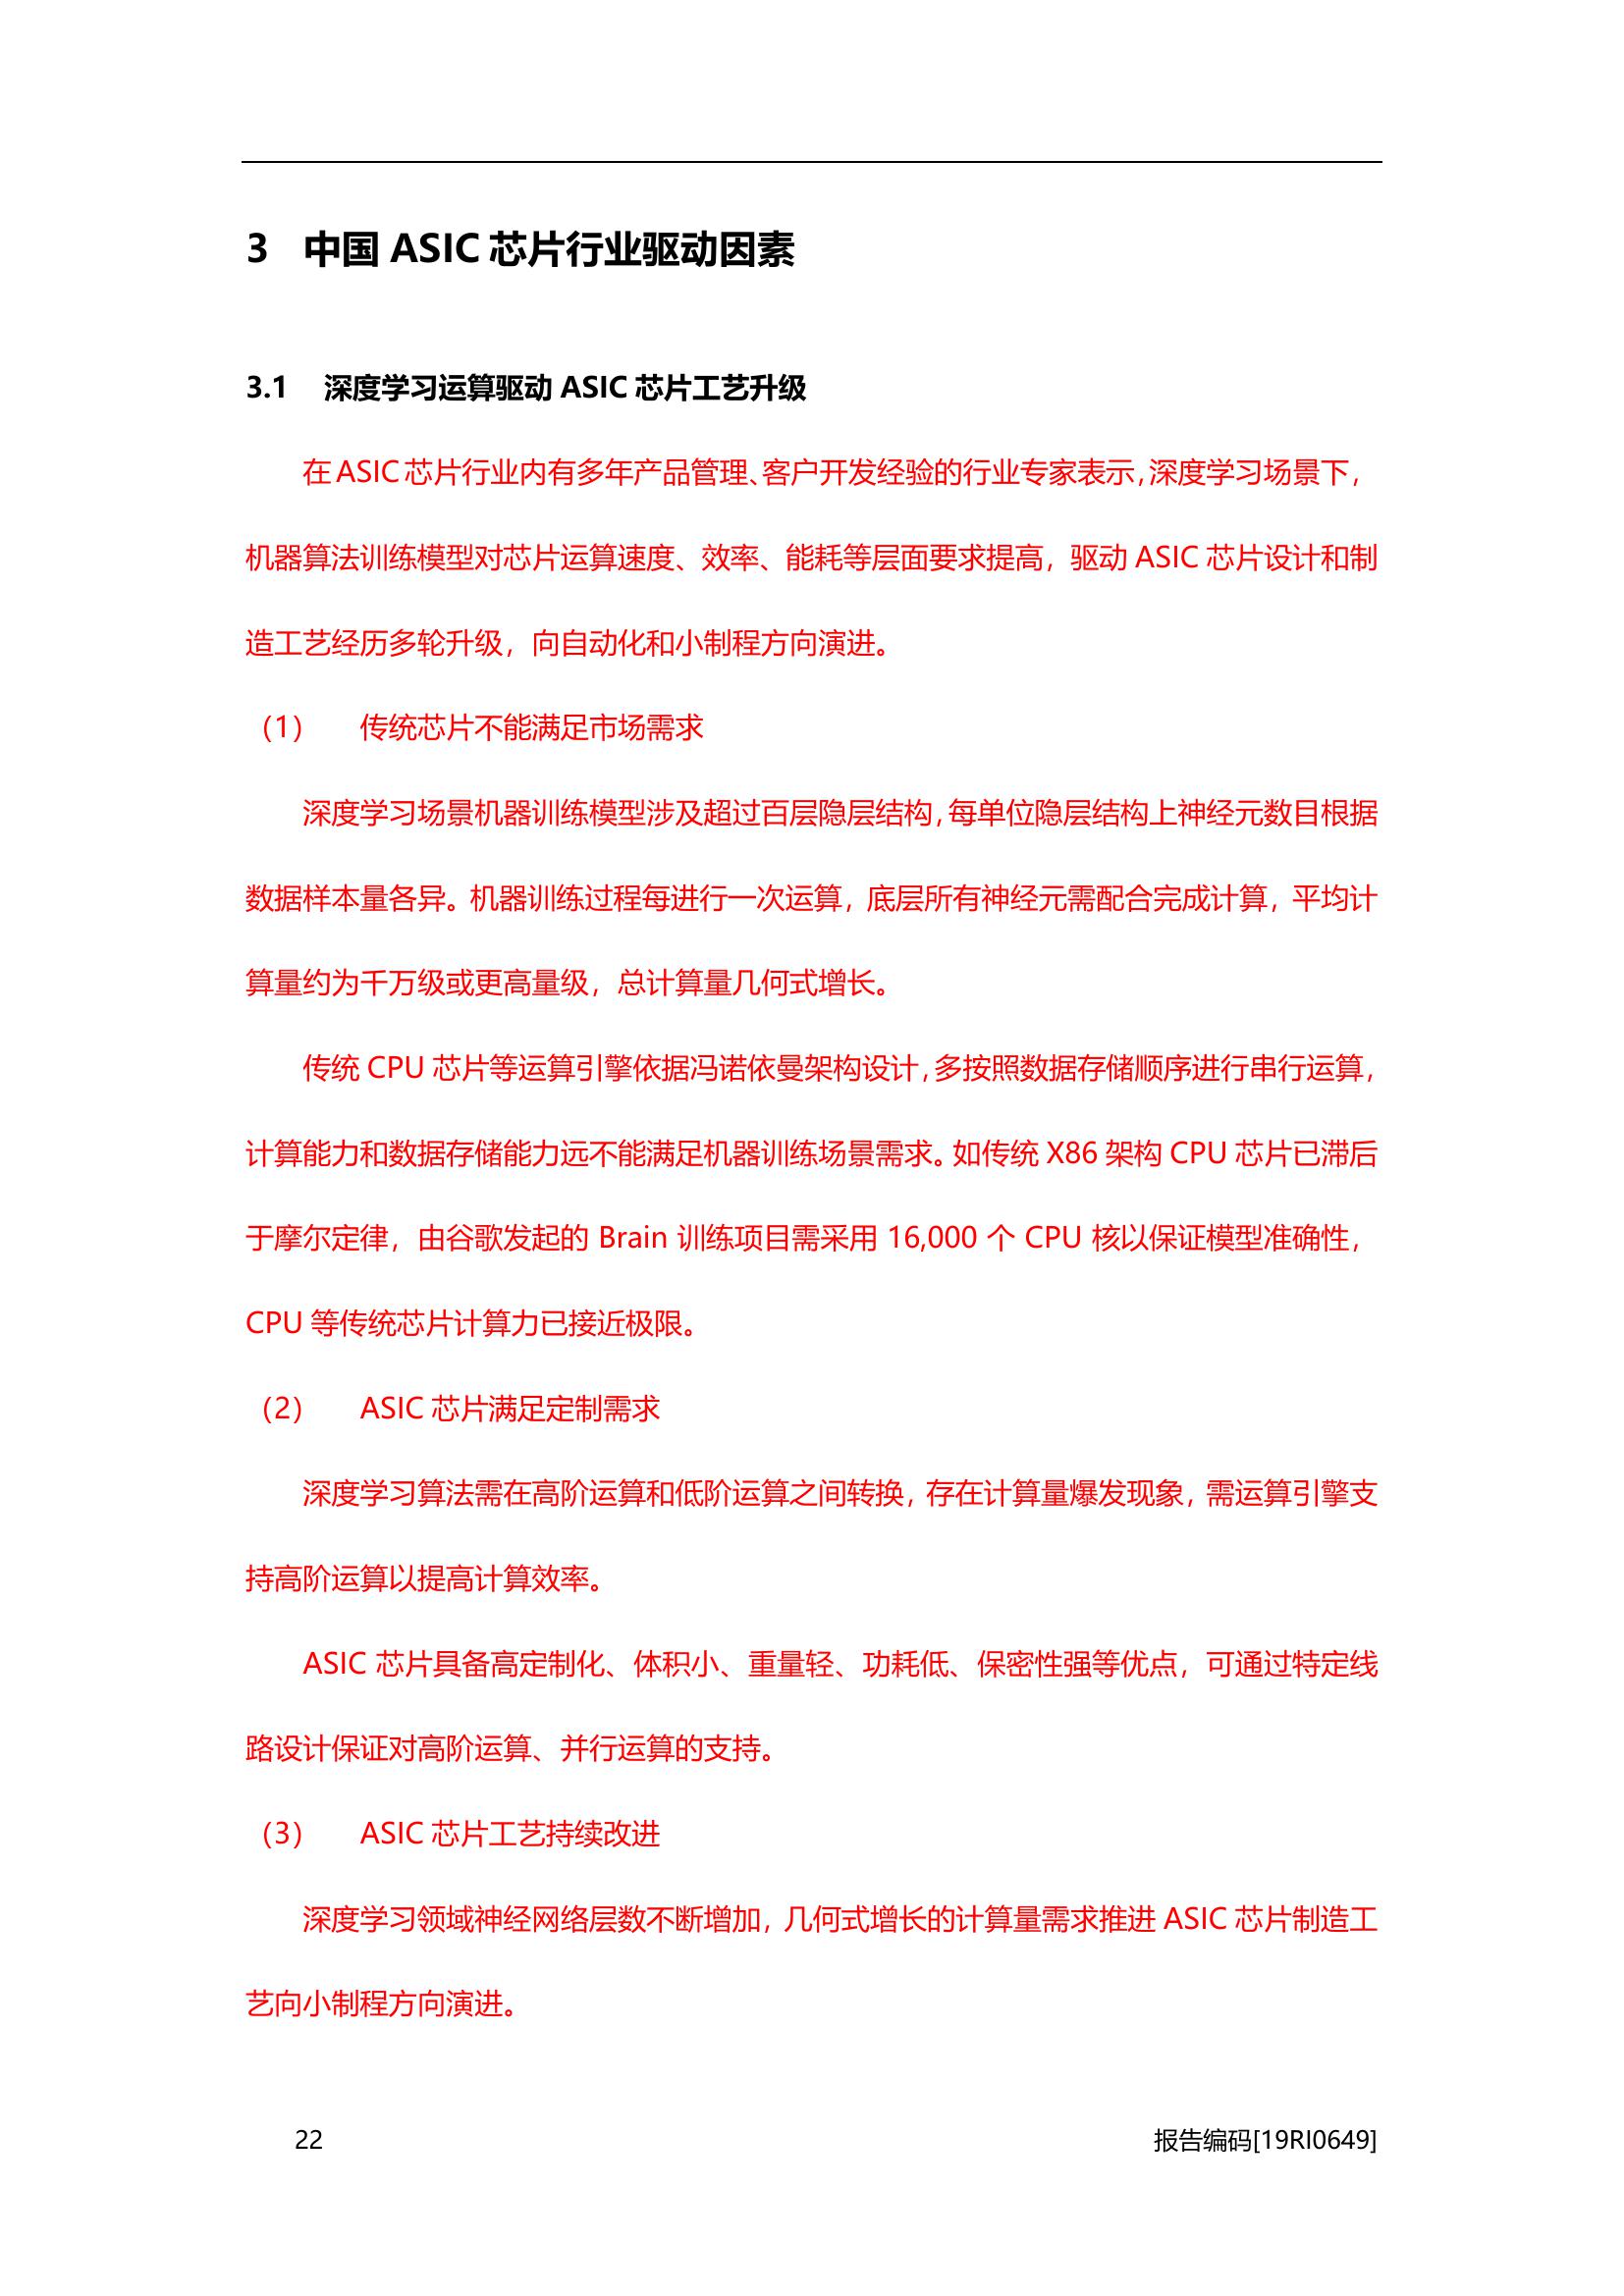 3 中国 ASIC 芯片行业驱动因素
3.1 深度学习运算驱动 ASIC 芯片工艺升级
在 ASIC 芯片行业内有多年产品管理、客户开发经验的行业专家表示，深度学习场景下，
机器算法训练模型对芯片运算速度、效率、能耗等层面要求提高，驱动 ASIC 芯片设计和制
造工艺经历多轮升级，向自动化和小制程方向演进。
（1） 传统芯片不能满足市场需求
深度学习场景机器训练模型涉及超过百层隐层结构，每单位隐层结构上神经元数目根据
数据样本量各异。机器训练过程每进行一次运算，底层所有神经元需配合完成计算，平均计
算量约为千万级或更高量级，总计算量几何式增长。
传统 CPU 芯片等运算引擎依据冯诺依曼架构设计，多按照数据存储顺序进行串行运算，
计算能力和数据存储能力远不能满足机器训练场景需求。如传统 X86 架构 CPU 芯片已滞后
于摩尔定律，由谷歌发起的 Brain 训练项目需采用 16,000 个 CPU 核以保证模型准确性，
CPU 等传统芯片计算力已接近极限。
（2） ASIC 芯片满足定制需求
深度学习算法需在高阶运算和低阶运算之间转换，存在计算量爆发现象，需运算引擎支
持高阶运算以提高计算效率。
ASIC 芯片具备高定制化、体积小、重量轻、功耗低、保密性强等优点，可通过特定线
路设计保证对高阶运算、并行运算的支持。
（3） ASIC 芯片工艺持续改进
深度学习领域神经网络层数不断增加，几何式增长的计算量需求推进 ASIC 芯片制造工
艺向小制程方向演进。
22 报告编码[19RI0649]